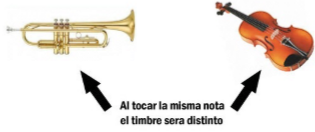 Al tocar la misma nota
el timbre sera distinto